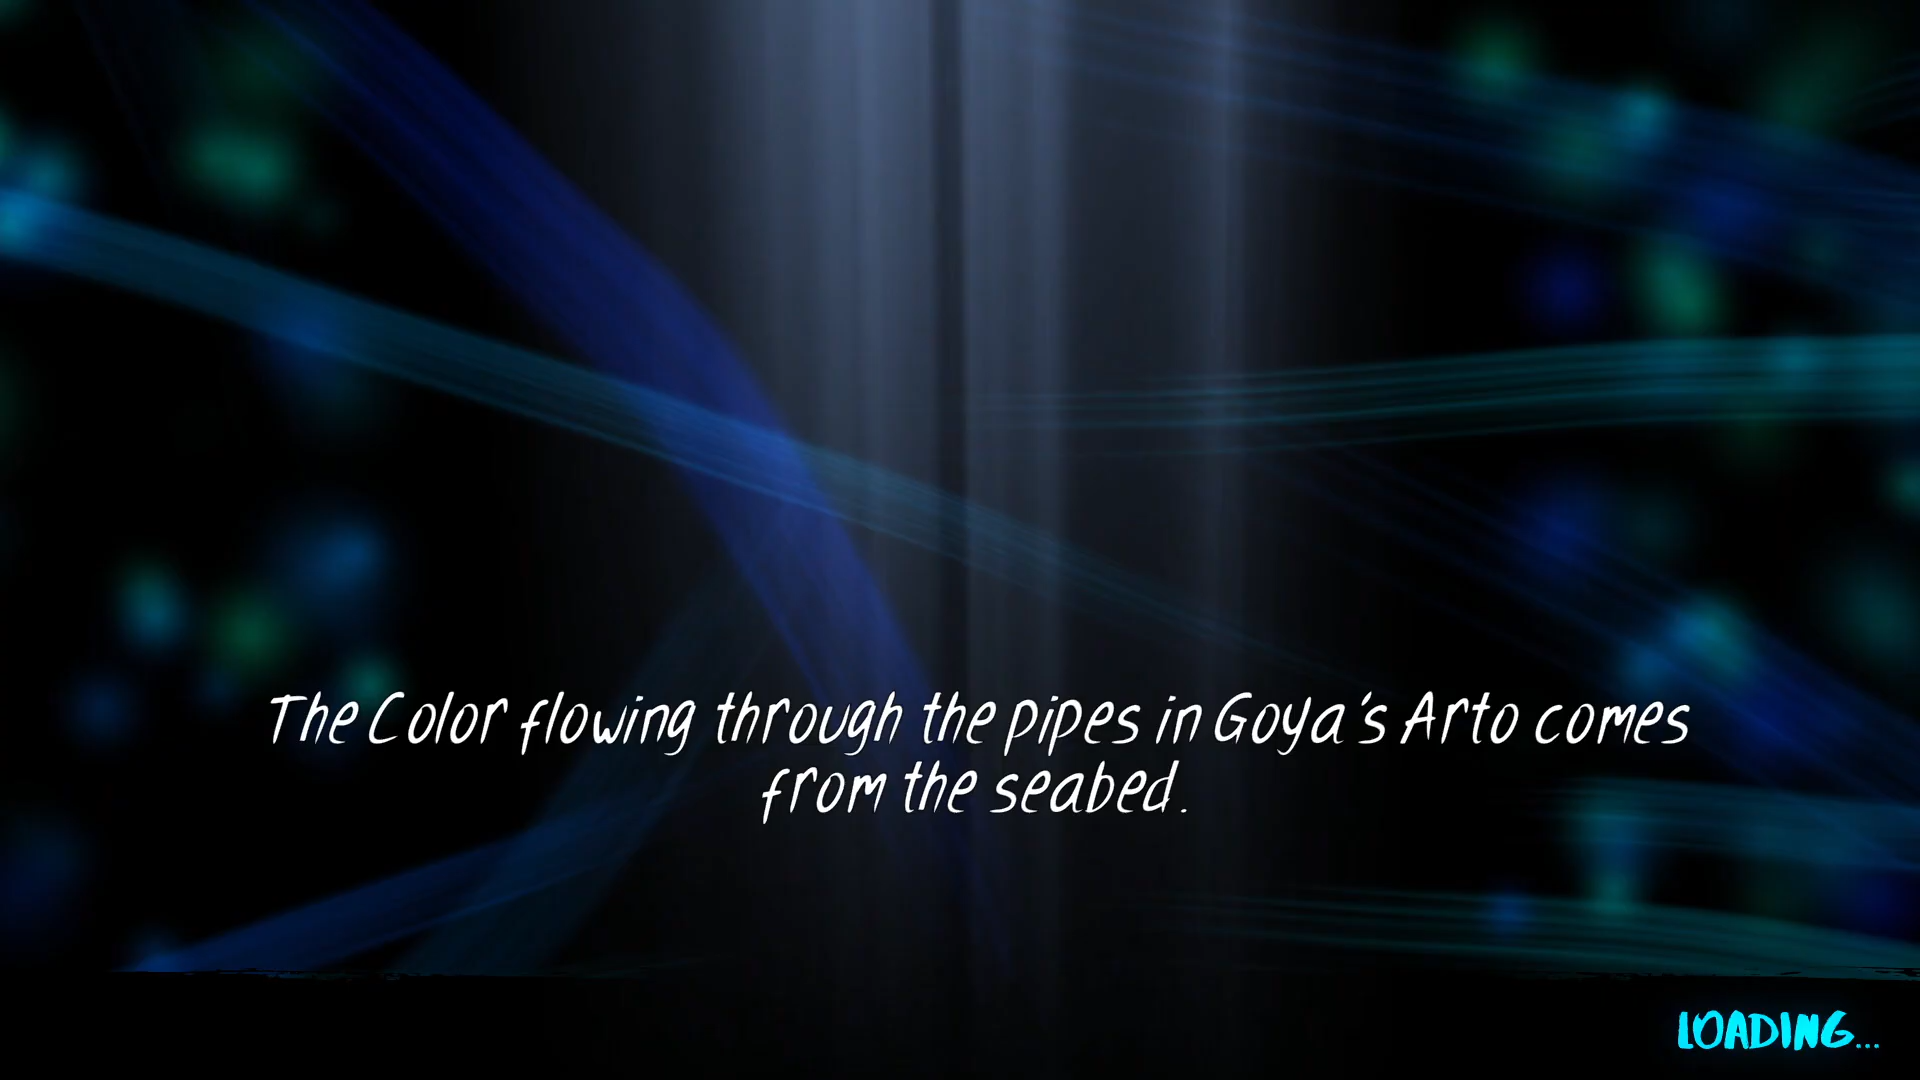 The Color flowing through the pipes in Goya's Arto comes
from the seabed.
LOADING...